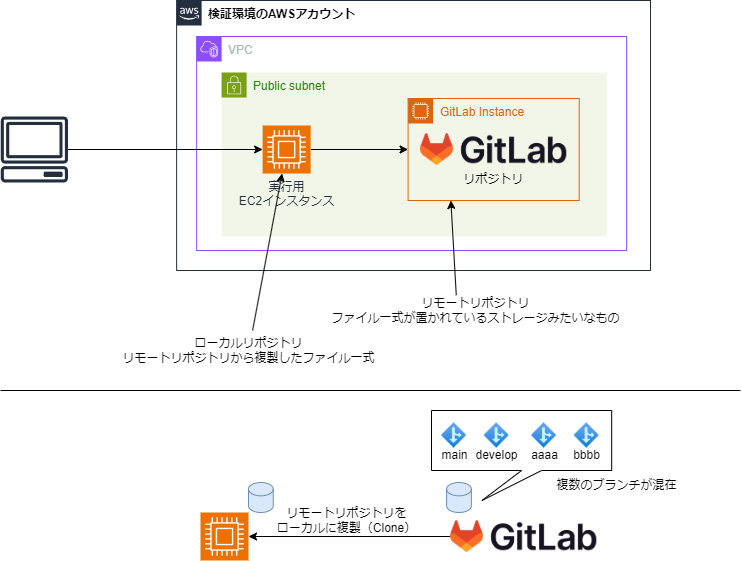 aws
検証環境のAWSアカウント
VPC
Public subnet
GitLab Instance
GitLab
リポジトリ
実行用
EC2インスタンス
リモートリポジトリ
ファイル一式が置かれているストレージみたいなもの
ローカルリポジトリ
リモートリポジトリから複製したファイル一式
main
develop
aaaa
bbbb
複数のブランチが混在
リモートリポジトリを
ローカルに複製（Clone）
GitLab